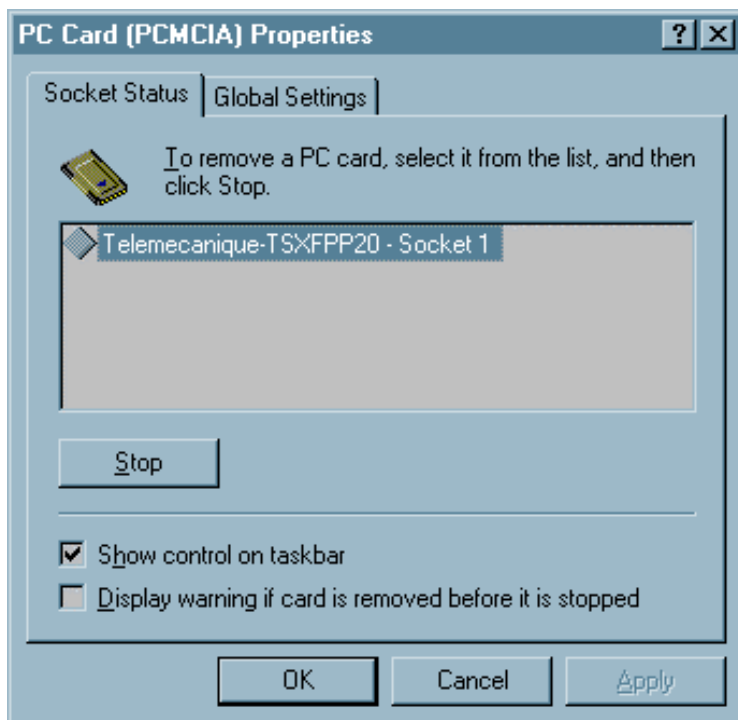 PC Card (PCMCIA) Properties
Socket Status
Global Settings
To remove a PC card, select it from the list, and then
click Stop.
Telemecanique-TSXFPP20 - Socket 1
Stop
Show control on taskbar
Display warning if card is removed before it is stopped
OK
Cancel
Apply